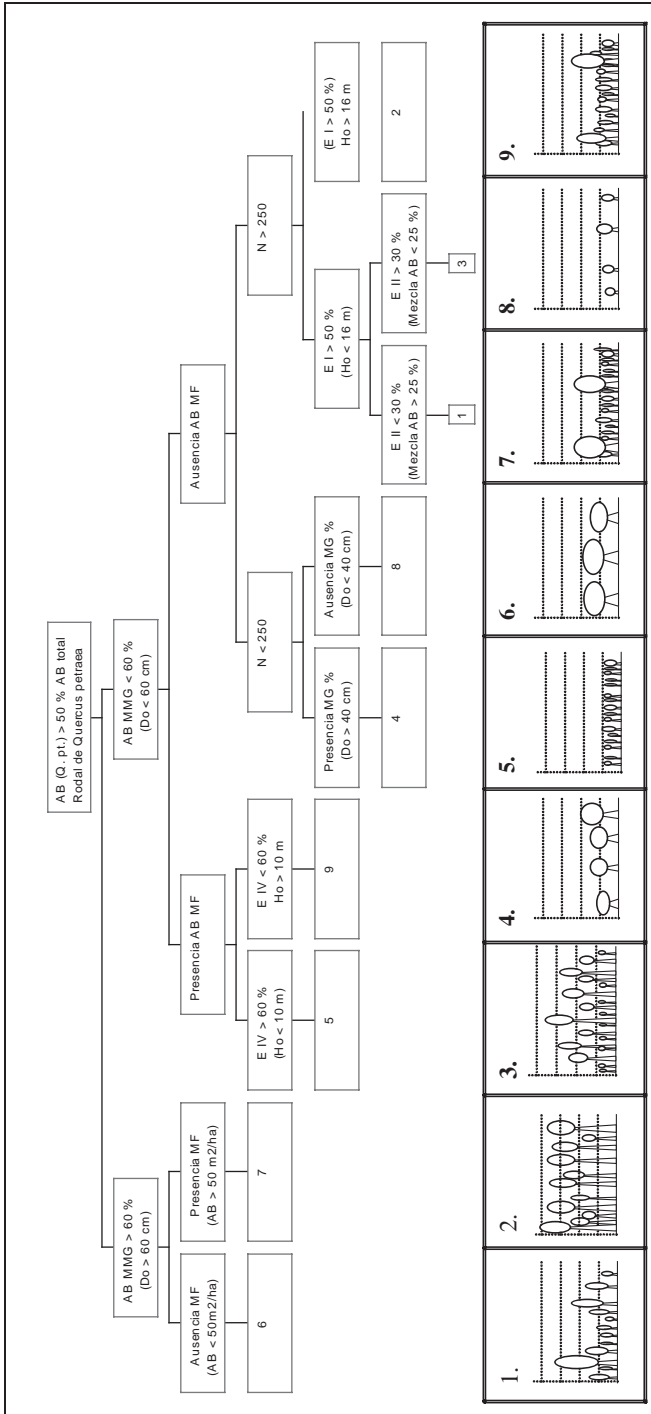 AB (Q. pt.) > 50 % AB total
Rodal de Quercus petraea
AB MMG > 60 %
(Do > 60 cm)
AB MMG < 60 %
(Do < 60 cm)
Ausencia MF
(AB < 50m2/ha)
Presencia MF
(AB > 50 m2/ha)
Presencia AB MF
Ausencia AB MF
6
7
E IV > 60 %
(Ho < 10 m)
E IV < 60 %
Ho > 10 m
N < 250
N > 250
5
9
Presencia MG %
(Do > 40 cm)
Ausencia MG %
(Do < 40 cm)
E I > 50 %
(Ho < 16 m)
(E I > 50 %)
Ho > 16 m
4
8
E II < 30 %
(Mezcla AB > 25 %)
E II > 30 %
(Mezcla AB < 25 %)
2
1
3
1.
2.
3.
4.
5.
6.
7.
8.
9.